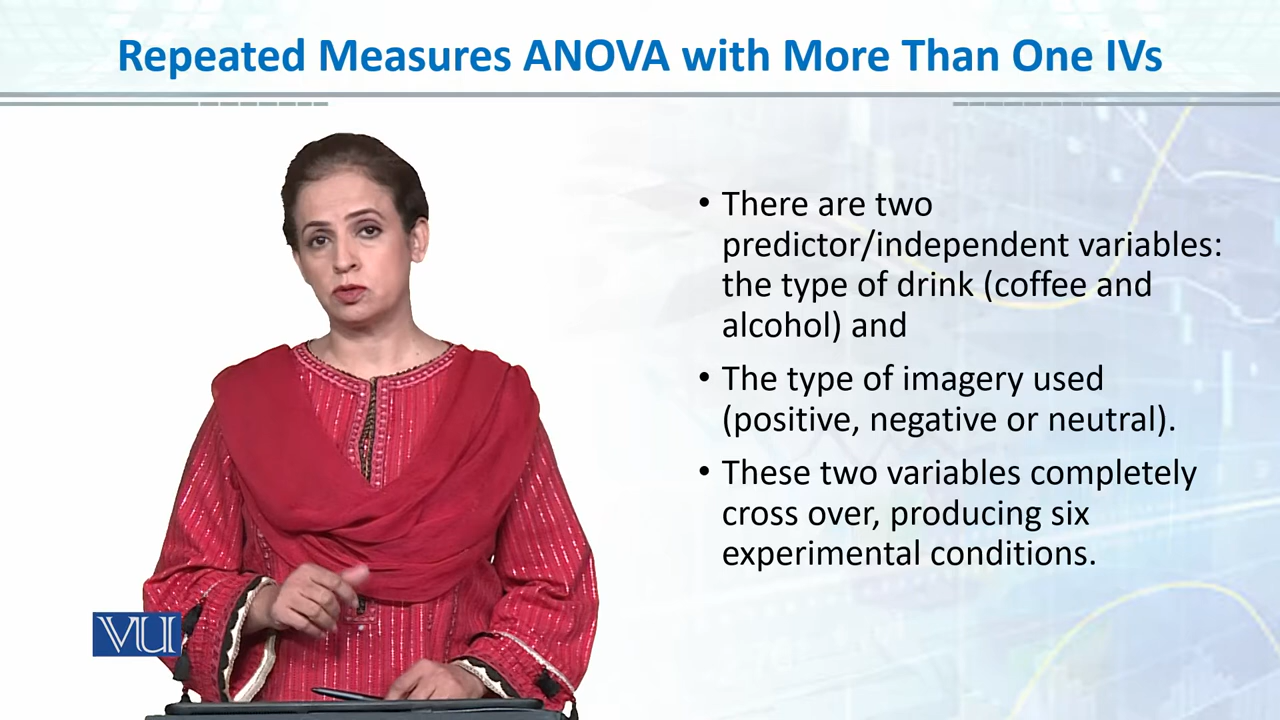 Repeated Measures ANOVA with More Than One IVs
• There are two
predictor/independent variables:
the type of drink (coffee and
alcohol) and
• The type of imagery used
(positive, negative or neutral).
• These two variables completely
cross over, producing six
experimental conditions.
VU